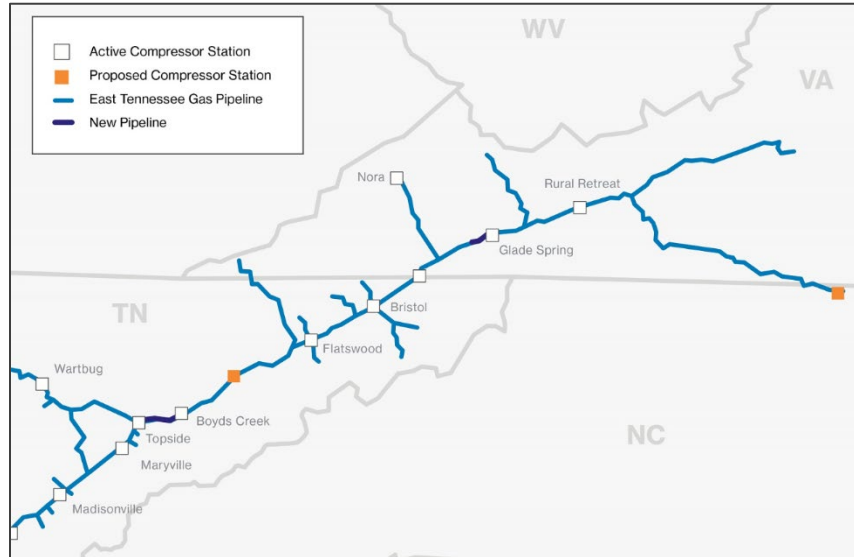 WV
Active Compressor Station
Proposed Compressor Station
VA
East Tennessee Gas Pipeline
New Pipeline
Nora
Rural Retreat
Glade Spring
TN
Bristol
Flatswood
Wartbug
Boyds Creek
Topside
NC
Maryville
Madisonville